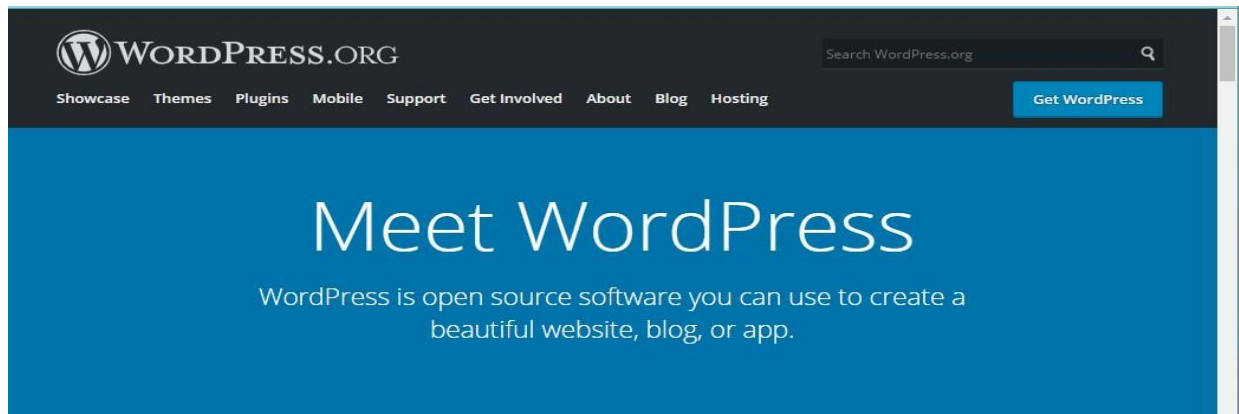 WORDPRESS.ORG
Search WordPress.org
Showcase Themes Plugins Mobile Support Get Involved About Blog Hosting
Get WordPress
Meet WordPress
WordPress is open source software you can use to create a
beautiful website, blog, or app.